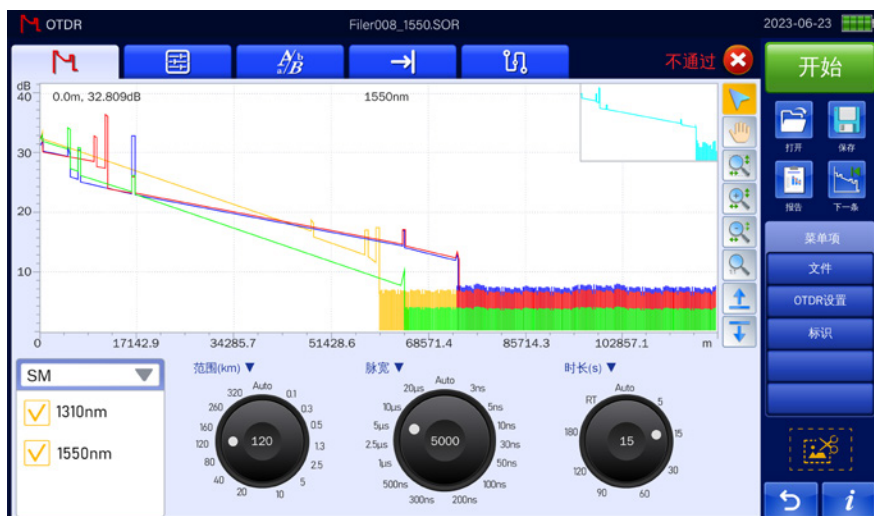 OTDR
Filer008_1550.SOR
2023-06-23
A/B
a/b
不通过
开始
dB
40
0.0m, 32.809dB
1550nm
30
20
10
0
17142.9
34285.7
51428.6
68571.4
85714.3
102857.1
m
打开
保存
报告
下一条
菜单项
文件
OTDR设置
标识
SM
1310nm
1550nm
范围(km)
Auto
0.1
0.3
0.5
1.3
2.5
5
10
20
40
80
120
160
260
320
120
脉宽
Auto
3ns
5ns
10ns
30ns
50ns
100ns
200ns
300ns
500ns
1µs
2.5µs
5µs
10µs
20µs
5000
时长(s)
Auto
5
15
30
60
90
120
180
RT
15
i